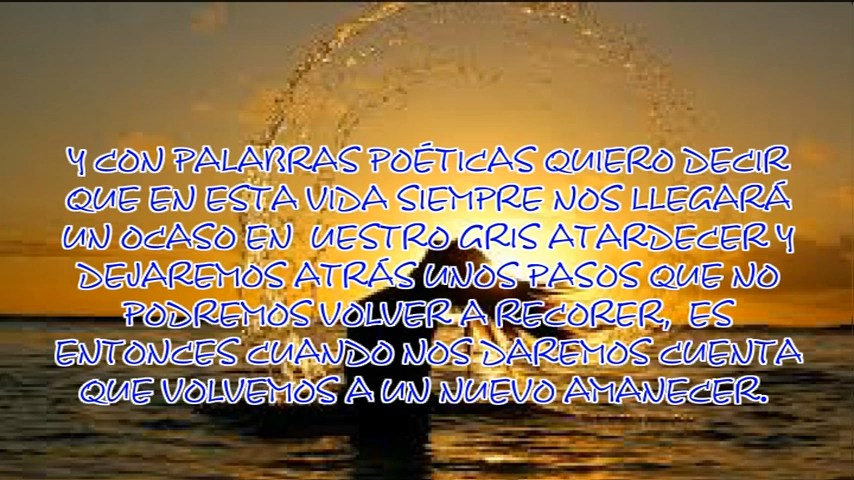 Y CON PALABRAS POÉTICAS QUIERO DECIR
QUE EN ESTA VIDA SIEMPRE NOS LLEGARÁ
UN OCASO EN UESTRO GRIS ATARDECER Y
DEJAREMOS ATRÁS UNOS PASOS QUE NO
PODREMOS VOLVER A RECORER, ES
ENTONCES CUANDO NOS DAREMOS CUENTA
QUE VOLVEMOS A UN NUEVO AMANECER.